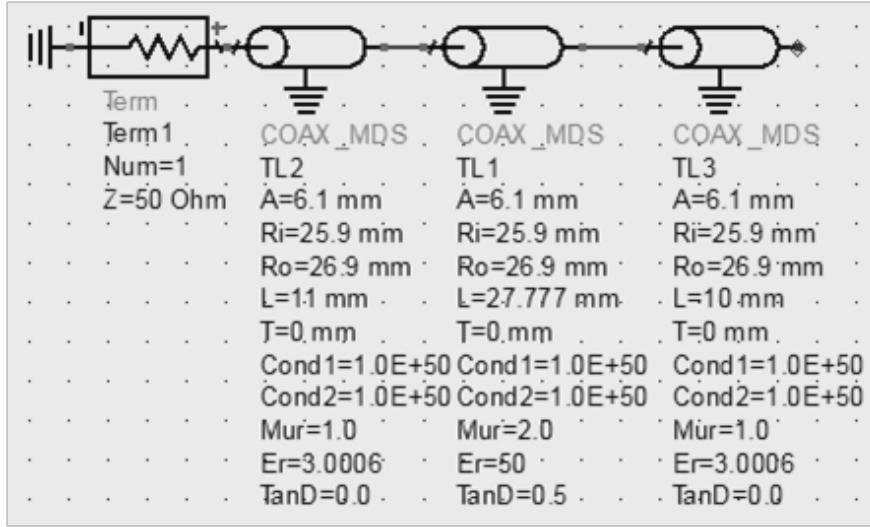 Term
Term1
Num=1
Z=50 Ohm
COAX_MDS
TL2
A=6.1 mm
Ri=25.9 mm
Ro=26.9 mm
L=11 mm
T=0 mm
Cond1=1.0E+50
Cond2=1.0E+50
Mur=1.0
Er=3.0006
TanD=0.0
COAX_MDS
TL1
A=6.1 mm
Ri=25.9 mm
Ro=26.9 mm
L=27.777 mm
T=0 mm
Cond1=1.0E+50
Cond2=1.0E+50
Mur=2.0
Er=50
TanD=0.5
COAX_MDS
TL3
A=6.1 mm
Ri=25.9 mm
Ro=26.9 mm
L=10 mm
T=0 mm
Cond1=1.0E+50
Cond2=1.0E+50
Mur=1.0
Er=3.0006
TanD=0.0